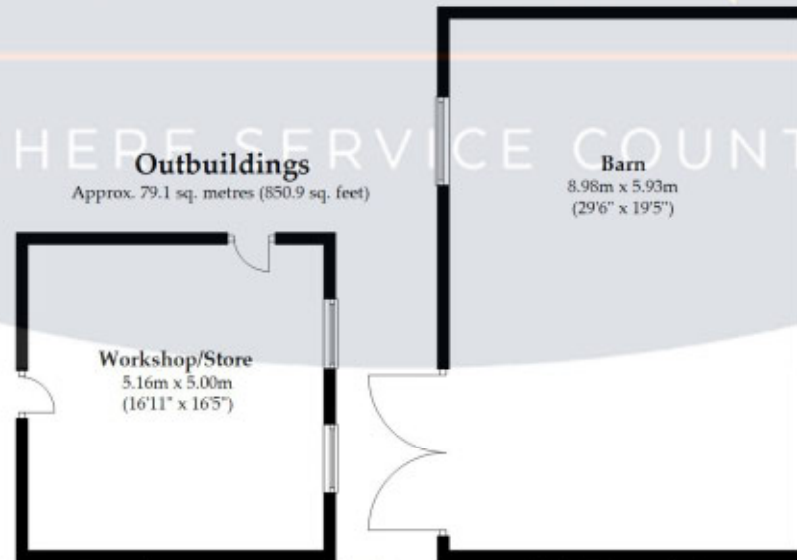 HERE SERVICE COUNT
Outbuildings
Approx. 79.1 sq. metres (850.9 sq. feet)
Barn
8.98m x 5.93m
(29'6" x 19'5")
Workshop/Store
5.16m x 5.00m
(16'11" x 16'5")